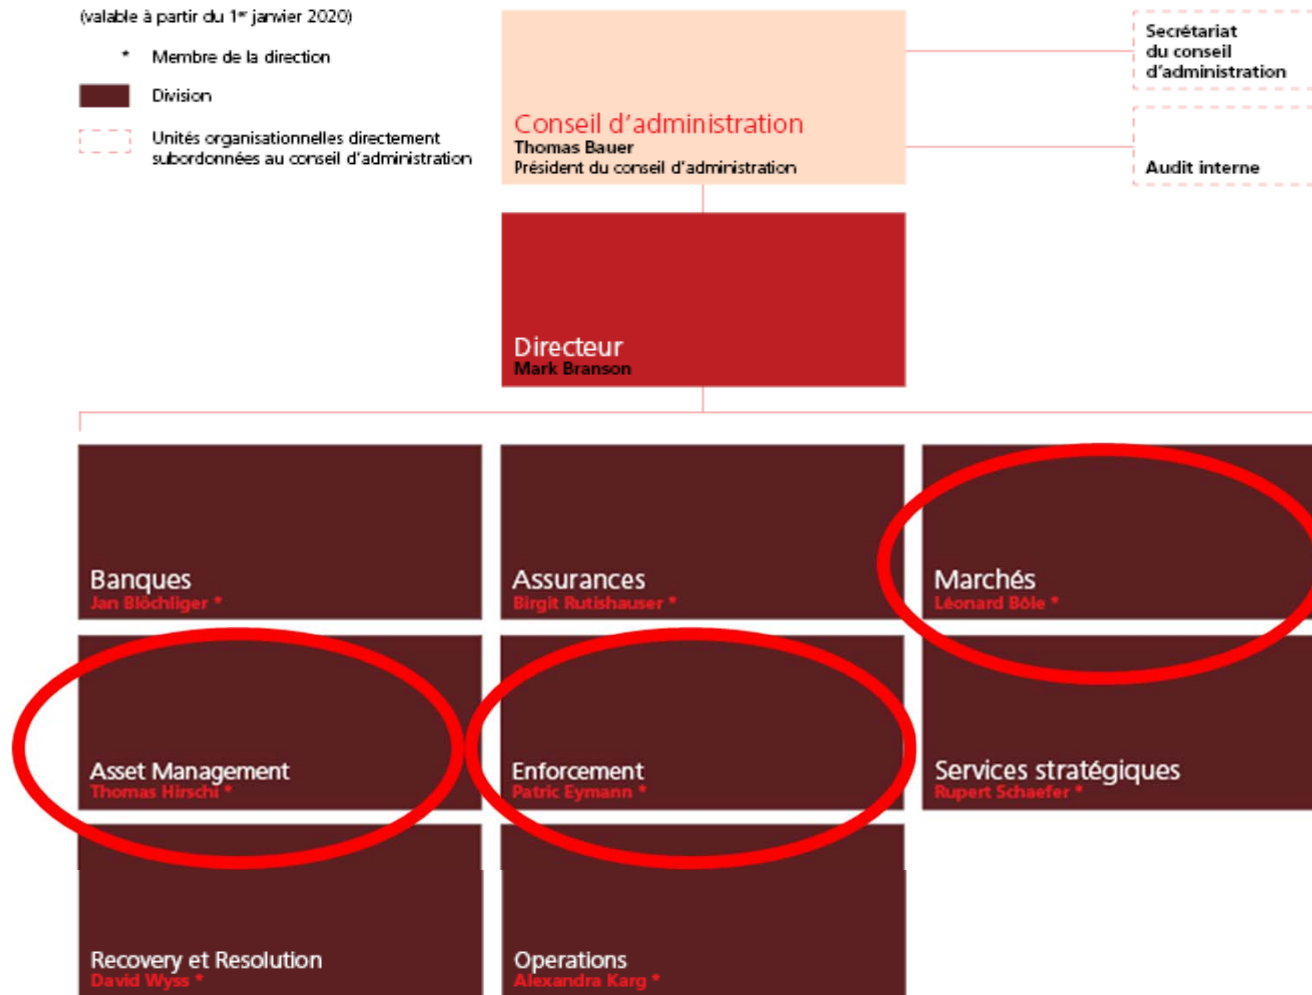 (valable à partir du 1er janvier 2020)
* Membre de la direction
Division
Unités organisationnelles directement
subordonnées au conseil d'administration
Conseil d'administration
Thomas Bauer
Président du conseil d'administration
Secrétariat
du conseil
d'administration
Audit interne
Directeur
Mark Branson
Banques
Jan Blöchliger *
Assurances
Birgit Rutishauser *
Marchés
Léonard Bôle *
Asset Management
Thomas Hirschi *
Enforcement
Patric Eymann *
Services stratégiques
Rupert Schaefer *
Recovery et Resolution
David Wyss *
Operations
Alexandra Karg *